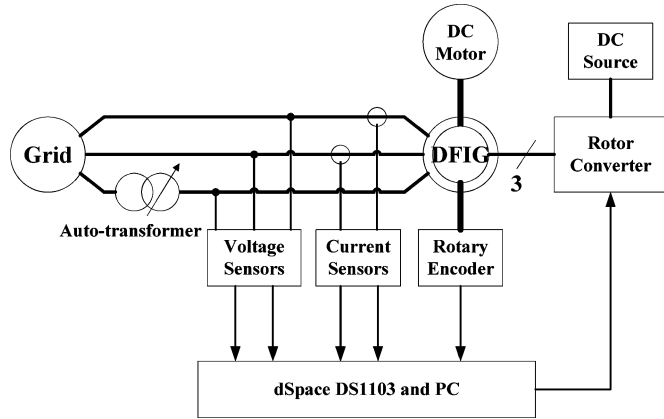 DC
Motor
DC
Source
Grid
DFIG
3
Rotor
Converter
Auto-transformer
Voltage
Sensors
Current
Sensors
Rotary
Encoder
dSpace DS1103 and PC